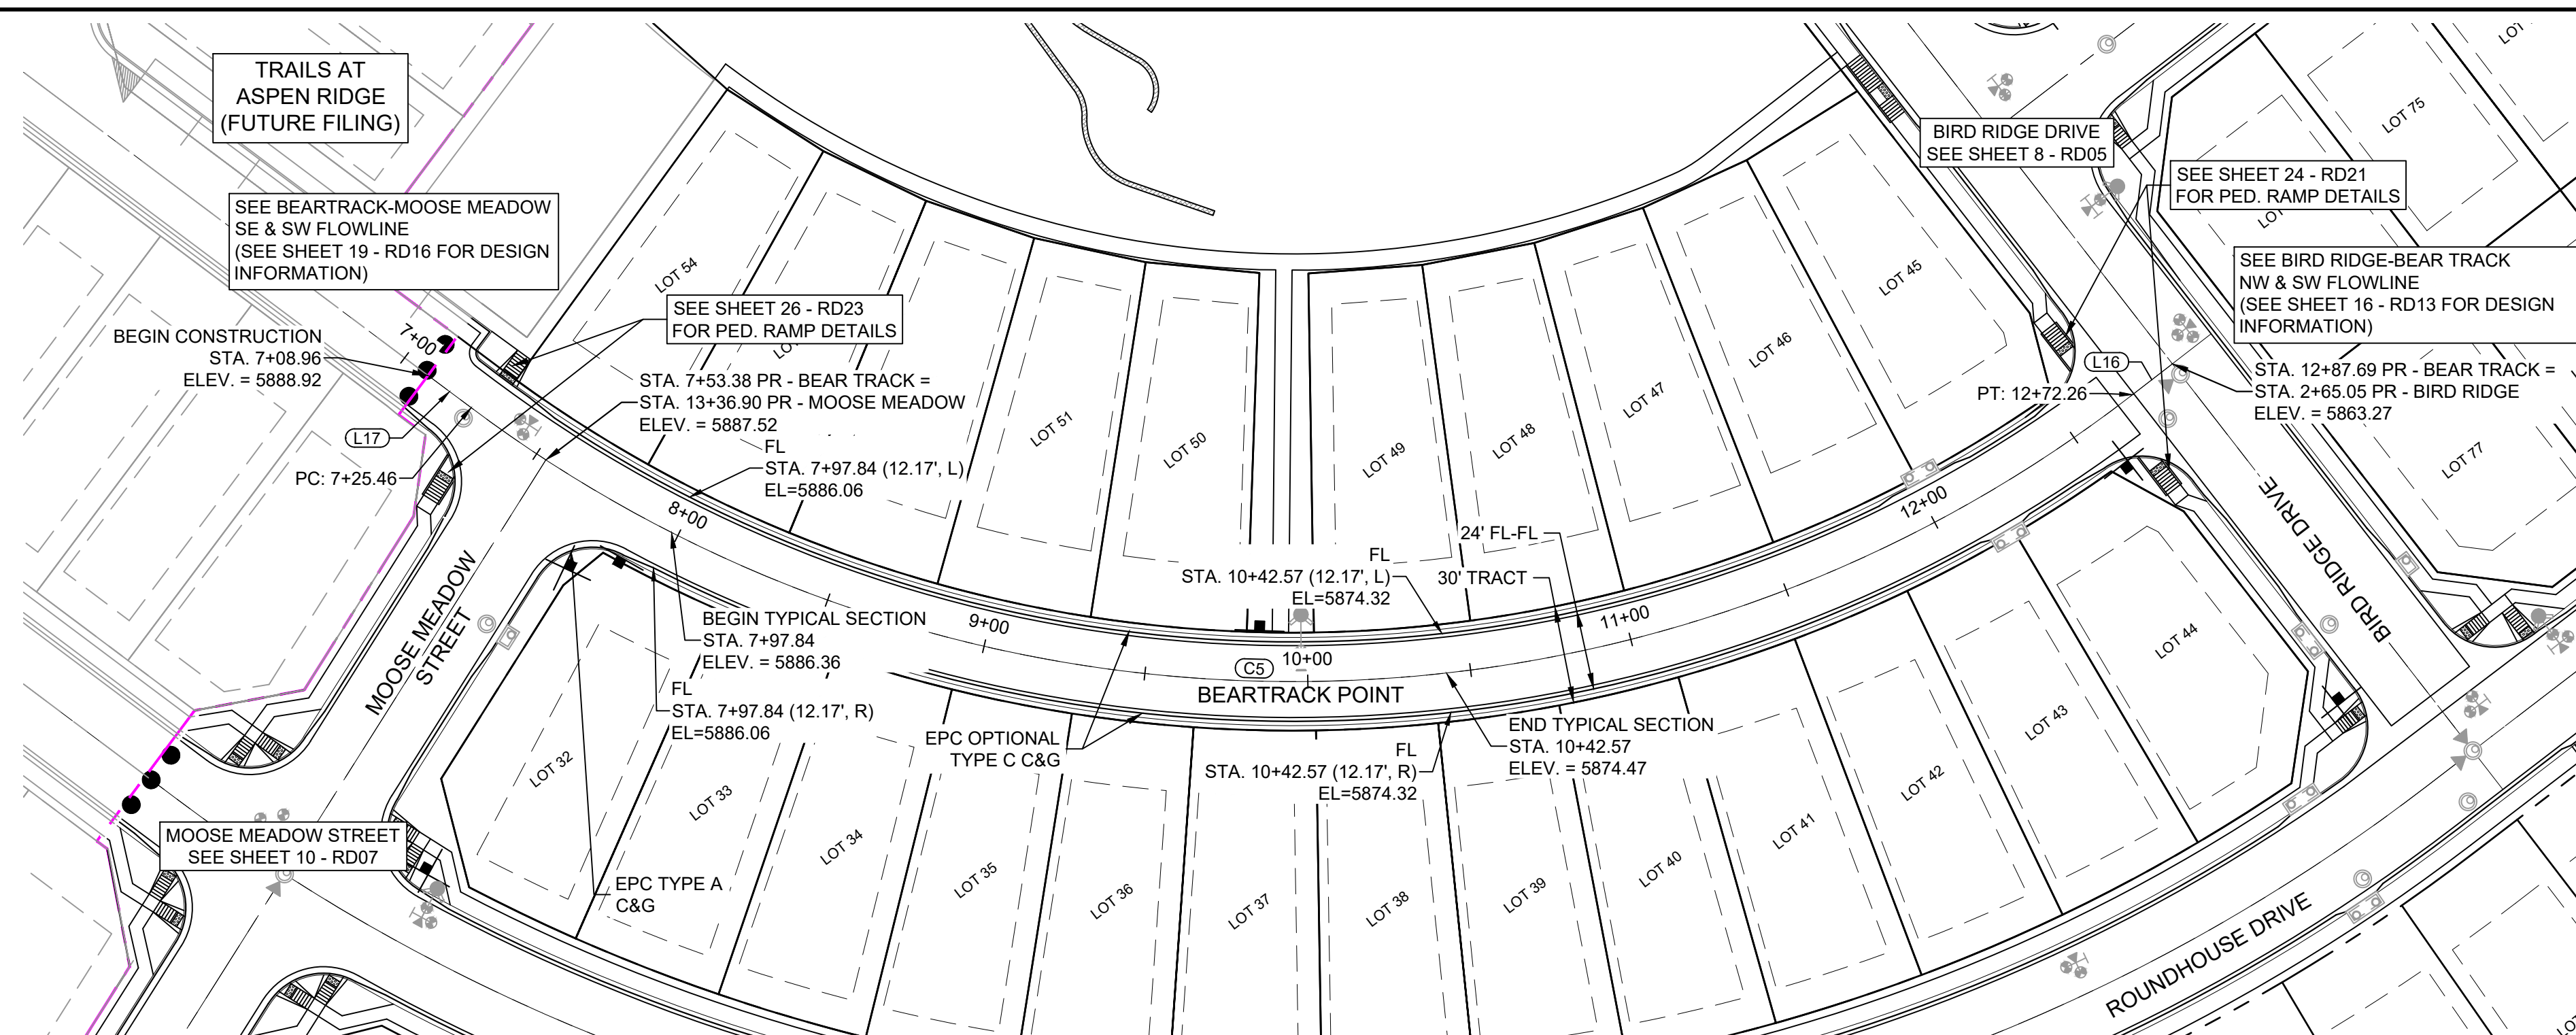 TRAILS AT
ASPEN RIDGE
(FUTURE FILING)
SEE BEARTRACK-MOOSE MEADOW
SE & SW FLOWLINE
(SEE SHEET 19 - RD16 FOR DESIGN
INFORMATION)
BEGIN CONSTRUCTION
STA. 7+08.96
ELEV. = 5888.92
7+00
L17
PC: 7+25.46
SEE SHEET 26 - RD23
FOR PED. RAMP DETAILS
STA. 7+53.38 PR - BEAR TRACK =
STA. 13+36.90 PR - MOOSE MEADOW
ELEV. = 5887.52
FL
STA. 7+97.84 (12.17', L)
EL=5886.06
8+00
BEGIN TYPICAL SECTION
STA. 7+97.84
ELEV. = 5886.36
FL
STA. 7+97.84 (12.17', R)
EL=5886.06
MOOSE MEADOW
STREET
MOOSE MEADOW STREET
SEE SHEET 10 - RD07
EPC TYPE A
C&G
9+00
EPC OPTIONAL
TYPE C C&G
C5
10+00
BEARTRACK POINT
FL
STA. 10+42.57 (12.17', L)
EL=5874.32
24' FL-FL
30' TRACT
11+00
END TYPICAL SECTION
STA. 10+42.57
ELEV. = 5874.47
FL
STA. 10+42.57 (12.17', R)
EL=5874.32
12+00
BIRD RIDGE DRIVE
SEE SHEET 8 - RD05
SEE SHEET 24 - RD21
FOR PED. RAMP DETAILS
SEE BIRD RIDGE-BEAR TRACK
NW & SW FLOWLINE
(SEE SHEET 16 - RD13 FOR DESIGN
INFORMATION)
L16
PT: 12+72.26
STA. 12+87.69 PR - BEAR TRACK =
STA. 2+65.05 PR - BIRD RIDGE
ELEV. = 5863.27
BIRD RIDGE DRIVE
ROUNDHOUSE DRIVE
LOT 54
LOT 51
LOT 50
LOT 49
LOT 48
LOT 47
LOT 46
LOT 45
LOT 75
LOT 77
LOT 32
LOT 33
LOT 34
LOT 35
LOT 36
LOT 37
LOT 38
LOT 39
LOT 40
LOT 41
LOT 42
LOT 43
LOT 44